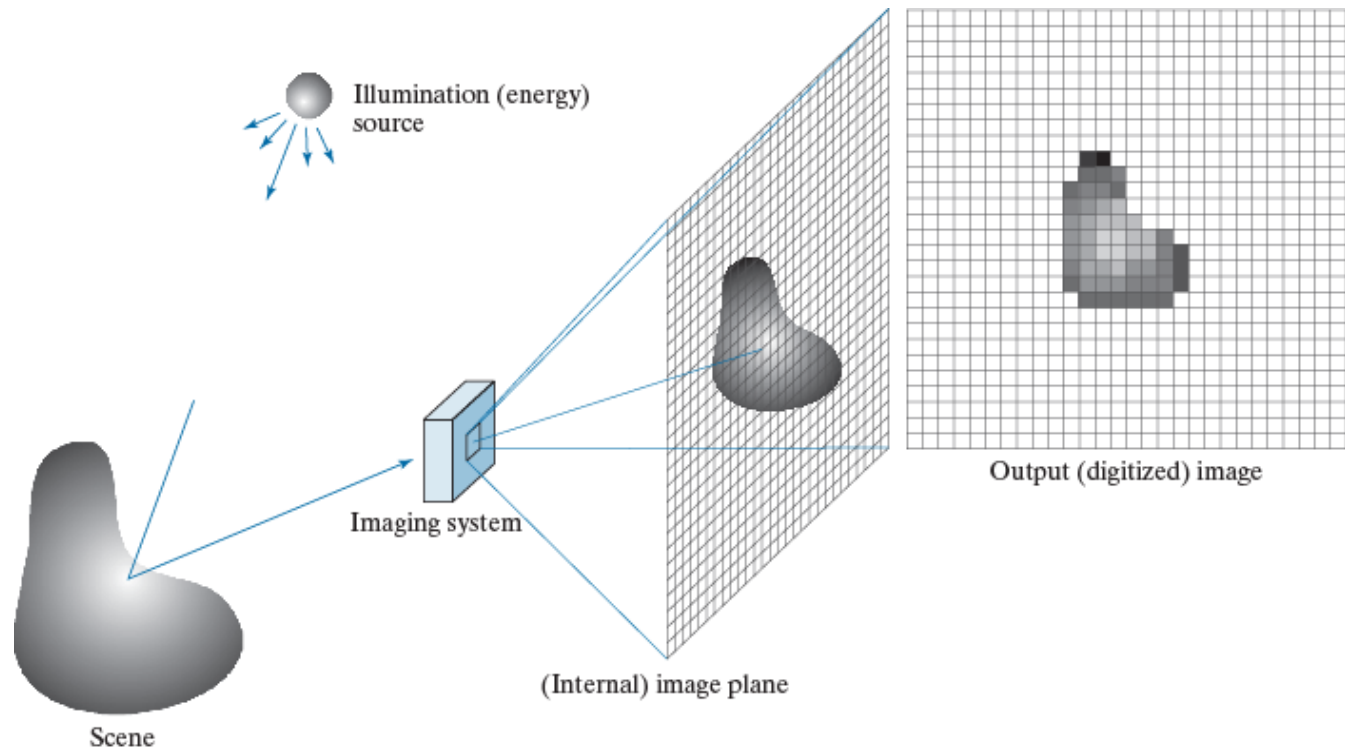 Illumination (energy)
source
Imaging system
Output (digitized) image
(Internal) image plane
Scene